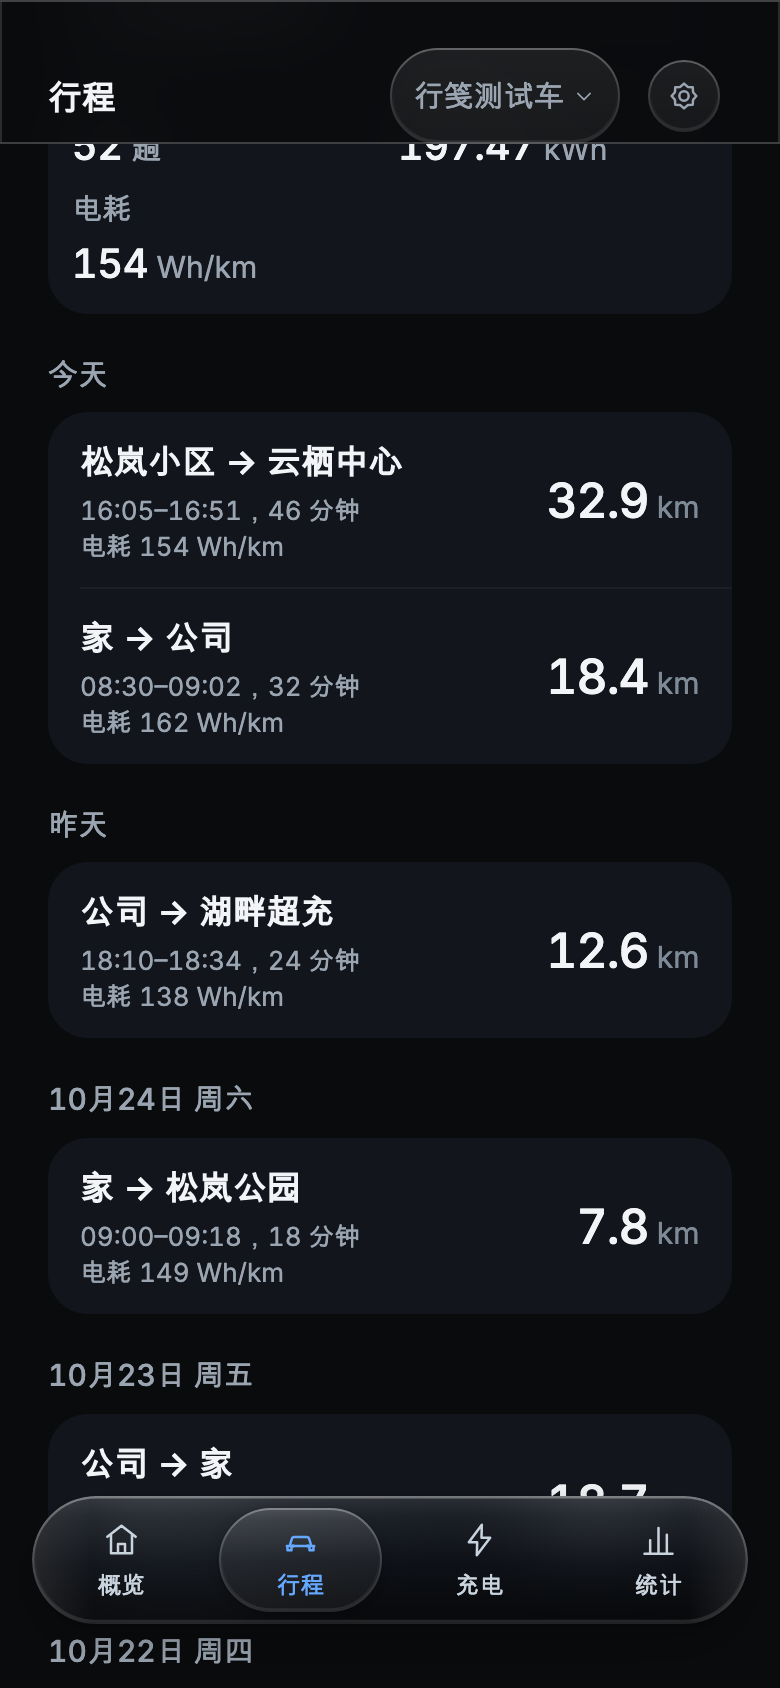 行程
行笺测试车
52 趟
197.47 kWh
电耗
154 Wh/km
今天
松岚小区 → 云栖中心
16:05–16:51，46 分钟
电耗 154 Wh/km
32.9 km
家 → 公司
08:30–09:02，32 分钟
电耗 162 Wh/km
18.4 km
昨天
公司 → 湖畔超充
18:10–18:34，24 分钟
电耗 138 Wh/km
12.6 km
10月24日 周六
家 → 松岚公园
09:00–09:18，18 分钟
电耗 149 Wh/km
7.8 km
10月23日 周五
公司 → 家
概览
行程
充电
统计
10月22日 周四